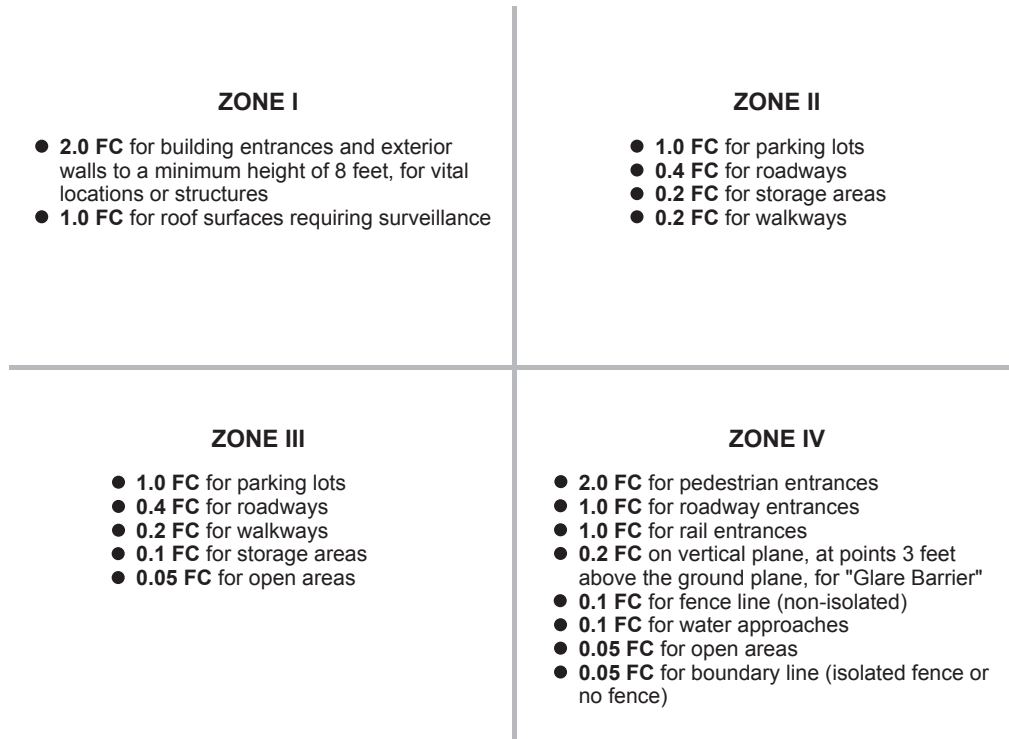 ZONE I
● 2.0 FC for building entrances and exterior
walls to a minimum height of 8 feet, for vital
locations or structures
● 1.0 FC for roof surfaces requiring surveillance
ZONE II
● 1.0 FC for parking lots
● 0.4 FC for roadways
● 0.2 FC for storage areas
● 0.2 FC for walkways
ZONE III
● 1.0 FC for parking lots
● 0.4 FC for roadways
● 0.2 FC for walkways
● 0.1 FC for storage areas
● 0.05 FC for open areas
ZONE IV
● 2.0 FC for pedestrian entrances
● 1.0 FC for roadway entrances
● 1.0 FC for rail entrances
● 0.2 FC on vertical plane, at points 3 feet
above the ground plane, for "Glare Barrier"
● 0.1 FC for fence line (non-isolated)
● 0.1 FC for water approaches
● 0.05 FC for open areas
● 0.05 FC for boundary line (isolated fence or
no fence)